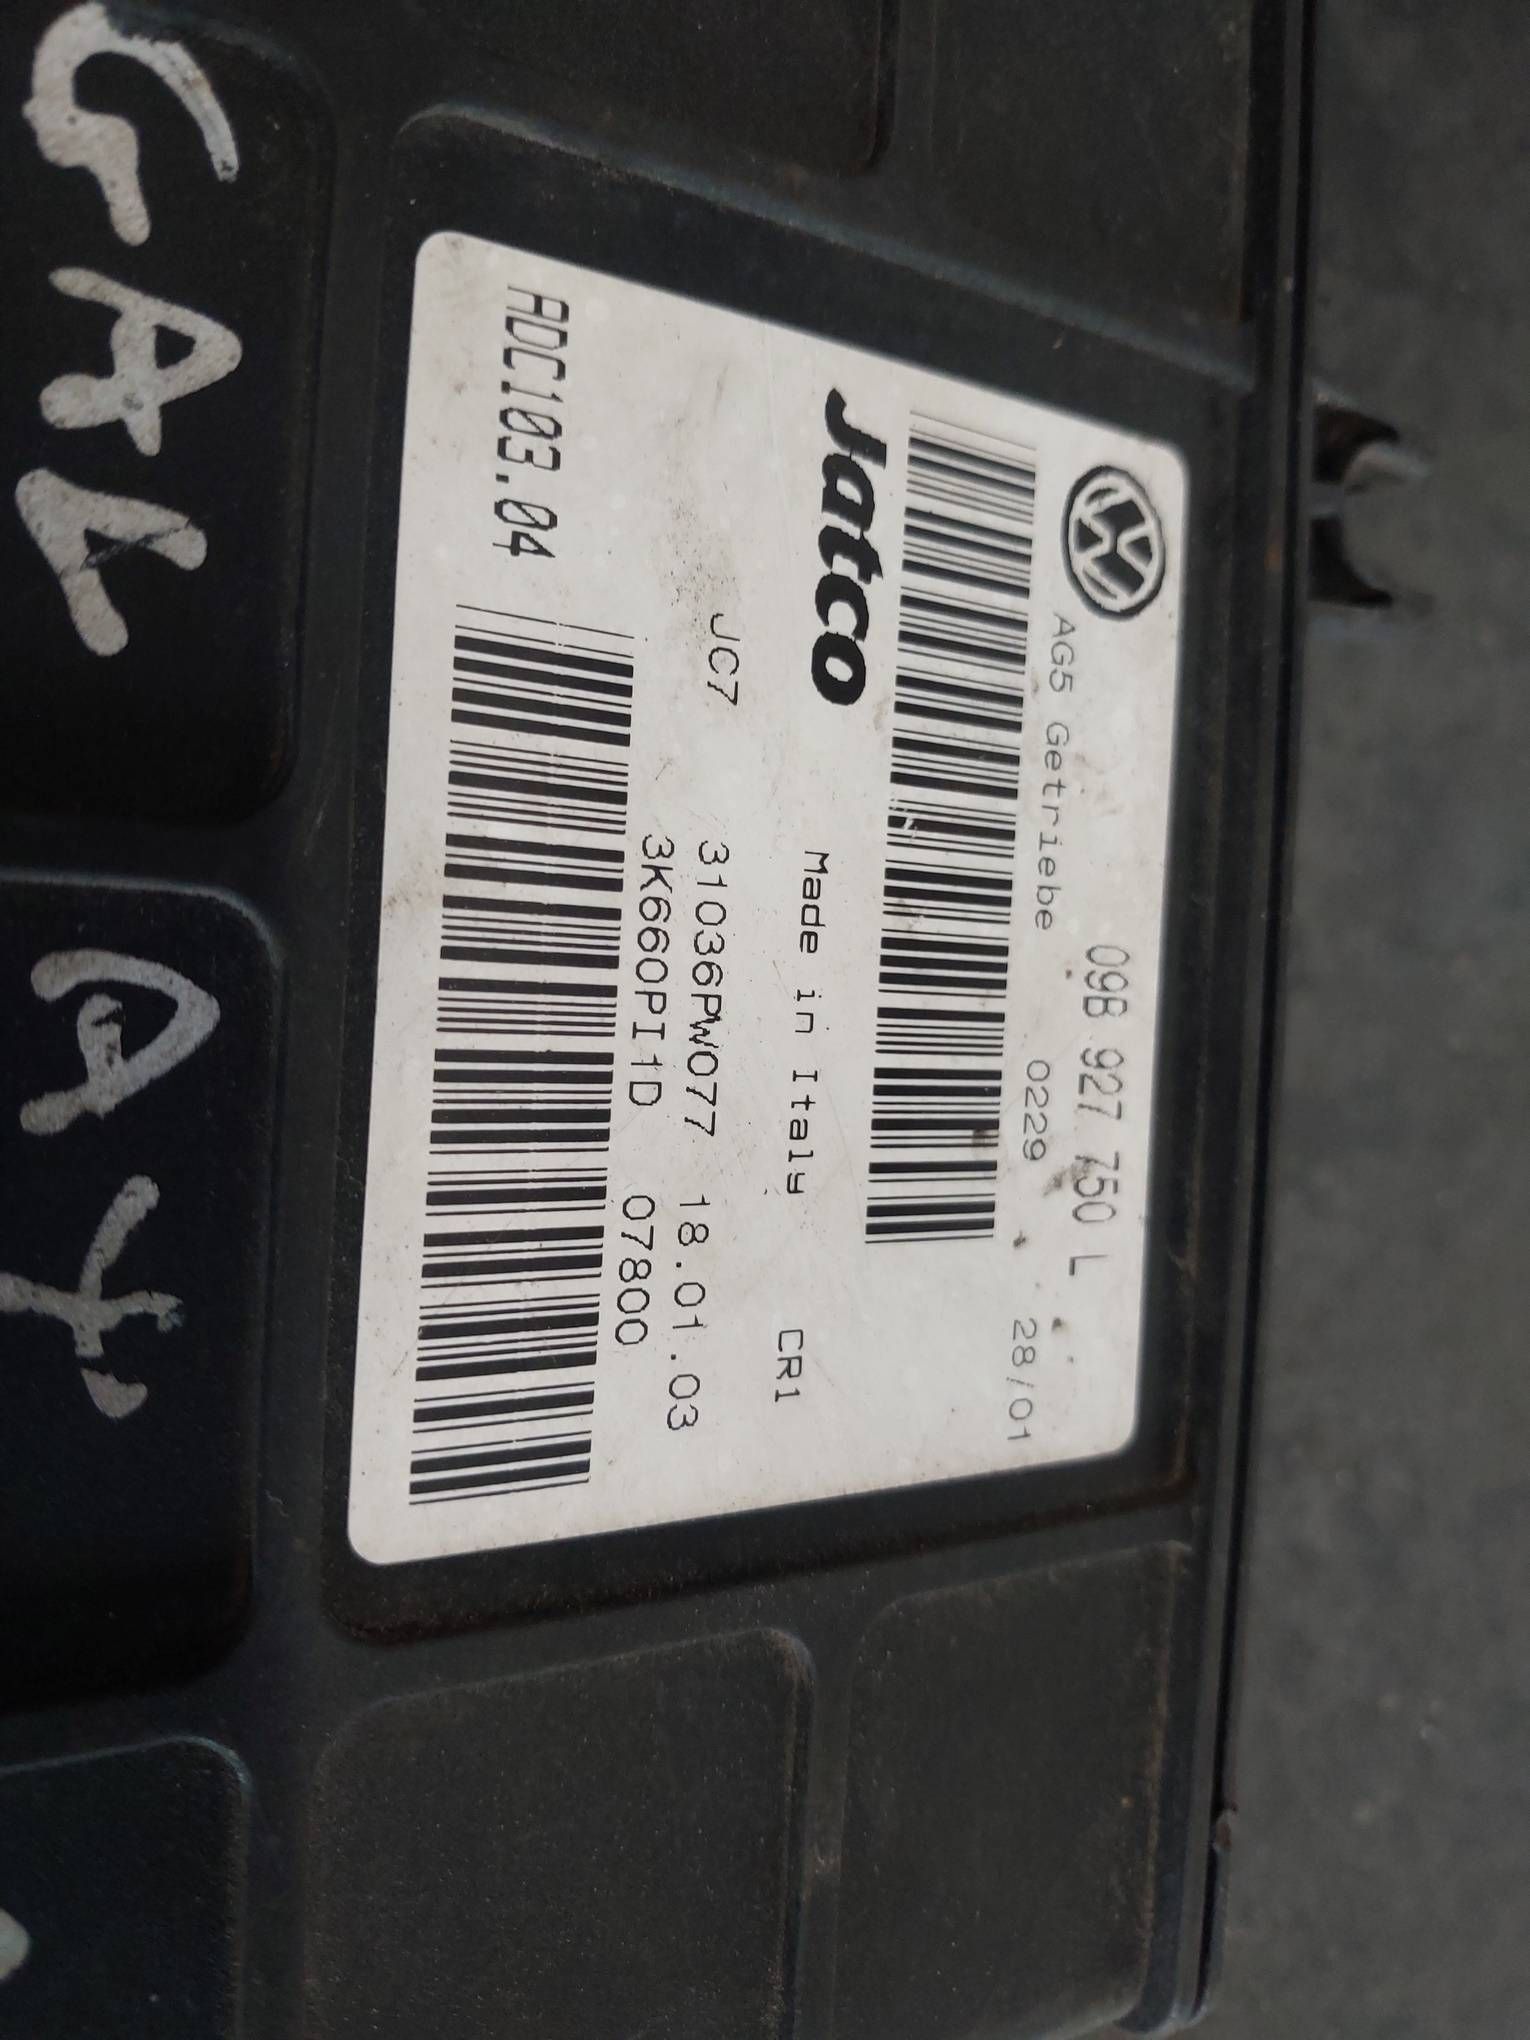 09B 927 750 L
AG5 Getriebe 0229 28/01
Jatco Made in Italy CR1
JC7 31036PW077 18.01.03
3K660PI1D 07800
ADC103.04
GAL